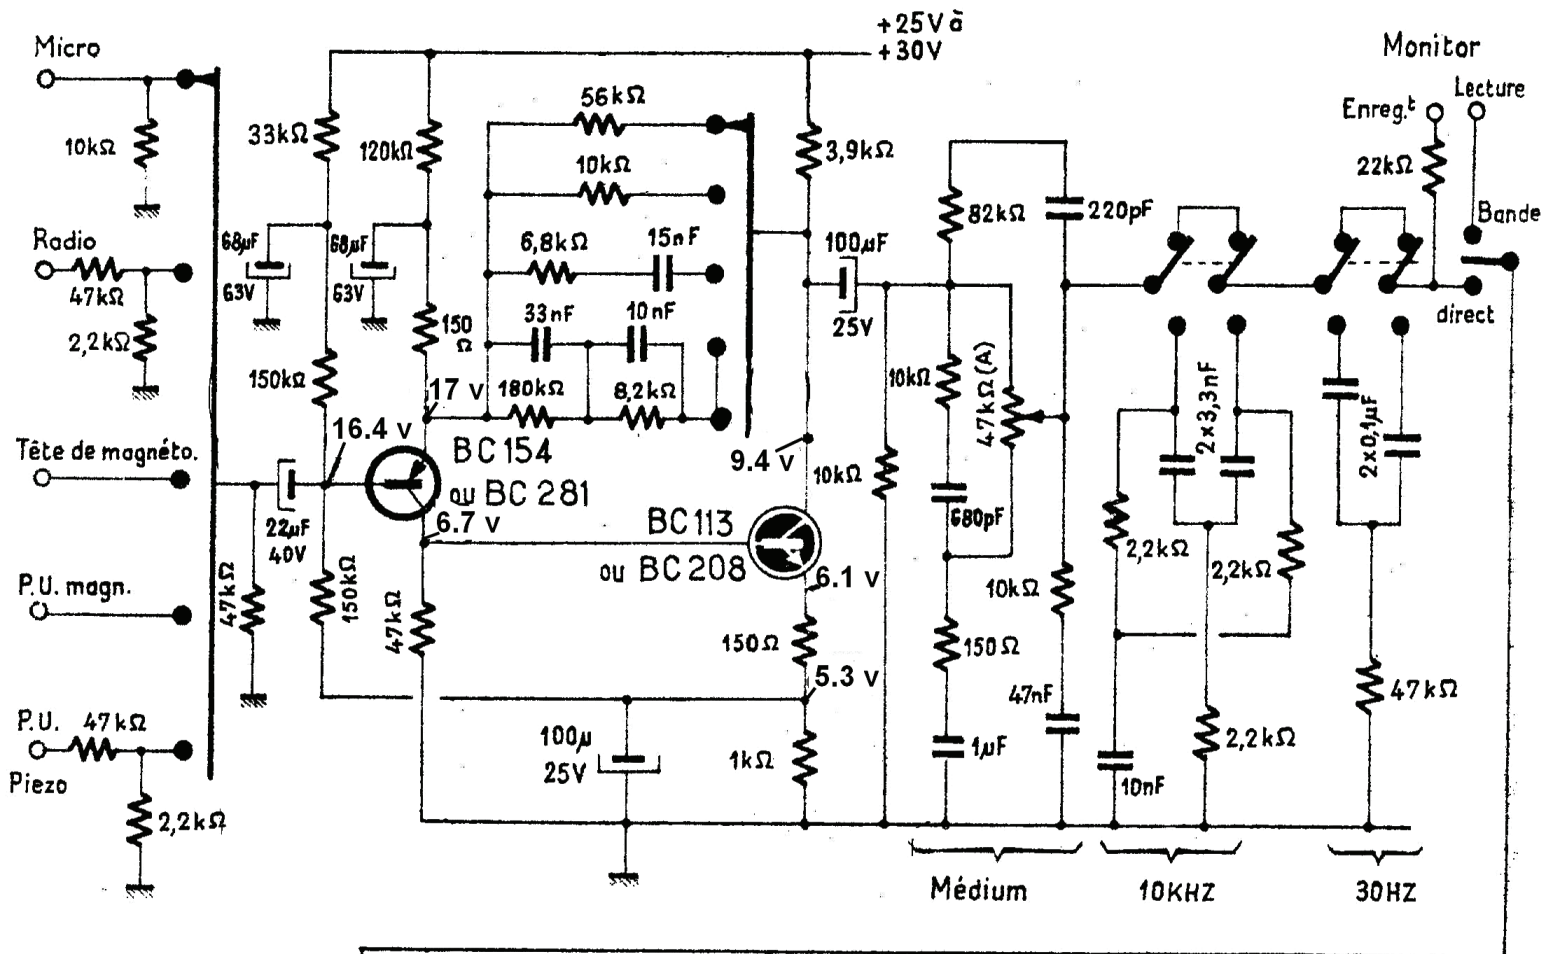 +25V à
+30V
Micro
10kΩ
Radio
47kΩ
2,2kΩ
Tête de magnéto.
P.U. magn.
P.U.
Piezo
47kΩ
2,2kΩ
47kΩ
22µF
40V
33kΩ
68µF
63V
150kΩ
16.4 v
150kΩ
120kΩ
68µF
63V
150
Ω
17 v
BC154
ou BC 281
6.7 v
47kΩ
56kΩ
10kΩ
6,8kΩ
15nF
33nF
10nF
180kΩ
8,2kΩ
3,9kΩ
100µF
25V
9.4 v
BC113
ou BC208
6.1 v
150Ω
5.3 v
100µ
25V
1kΩ
10kΩ
82kΩ
220pF
10kΩ
47kΩ(A)
680pF
150Ω
1µF
10kΩ
47nF
Médium
2x3,3nF
2,2kΩ
2,2kΩ
2,2kΩ
10nF
10KHZ
2x0,1µF
47kΩ
30HZ
Monitor
Enreg.t
Lecture
22kΩ
Bande
direct